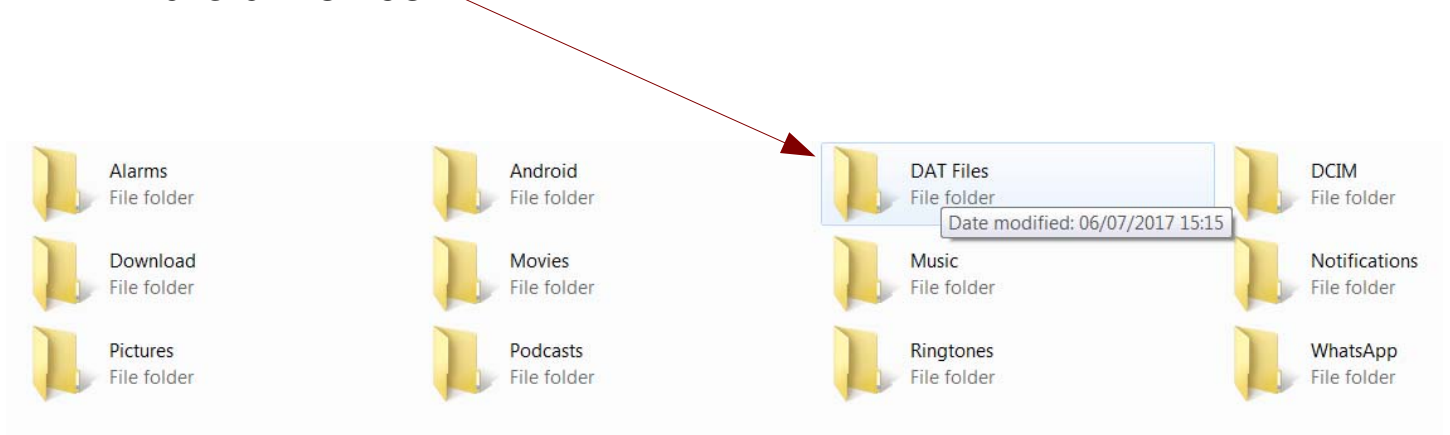 Alarms
File folder
Android
File folder
DAT Files
File folder
Date modified: 06/07/2017 15:15
DCIM
File folder
Download
File folder
Movies
File folder
Music
File folder
Notifications
File folder
Pictures
File folder
Podcasts
File folder
Ringtones
File folder
WhatsApp
File folder